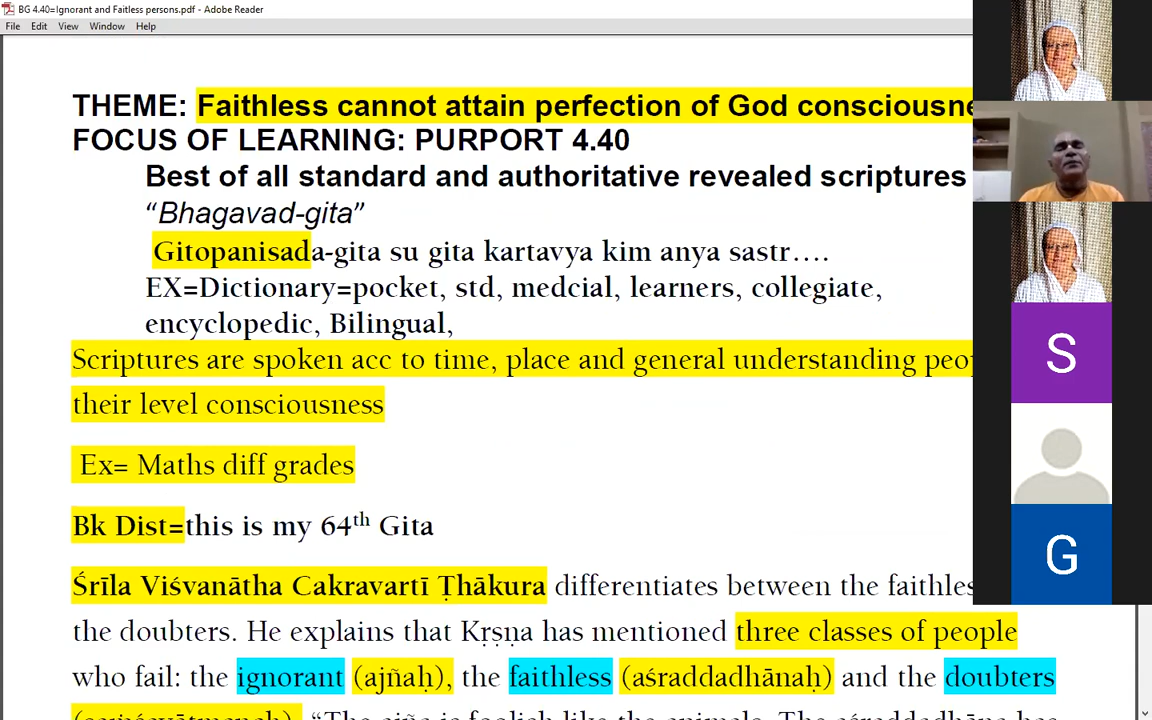 BG 4.40=Ignorant and Faitless persons.pdf - Adobe Reader
File Edit View Window Help
THEME: Faithless cannot attain perfection of God consciousne
FOCUS OF LEARNING: PURPORT 4.40
Best of all standard and authoritative revealed scriptures
“Bhagavad-gita”
Gitopanisada-gita su gita kartavya kim anya sastr….
EX=Dictionary=pocket, std, medcial, learners, collegiate,
encyclopedic, Bilingual,
Scriptures are spoken acc to time, place and general understanding peop
their level consciousness
Ex= Maths diff grades
Bk Dist=this is my 64th Gita
Śrīla Viśvanātha Cakravartī Ṭhākura differentiates between the faithles
the doubters. He explains that Kṛṣṇa has mentioned three classes of people
who fail: the ignorant (ajñaḥ), the faithless (aśraddadhānaḥ) and the doubters
S
G